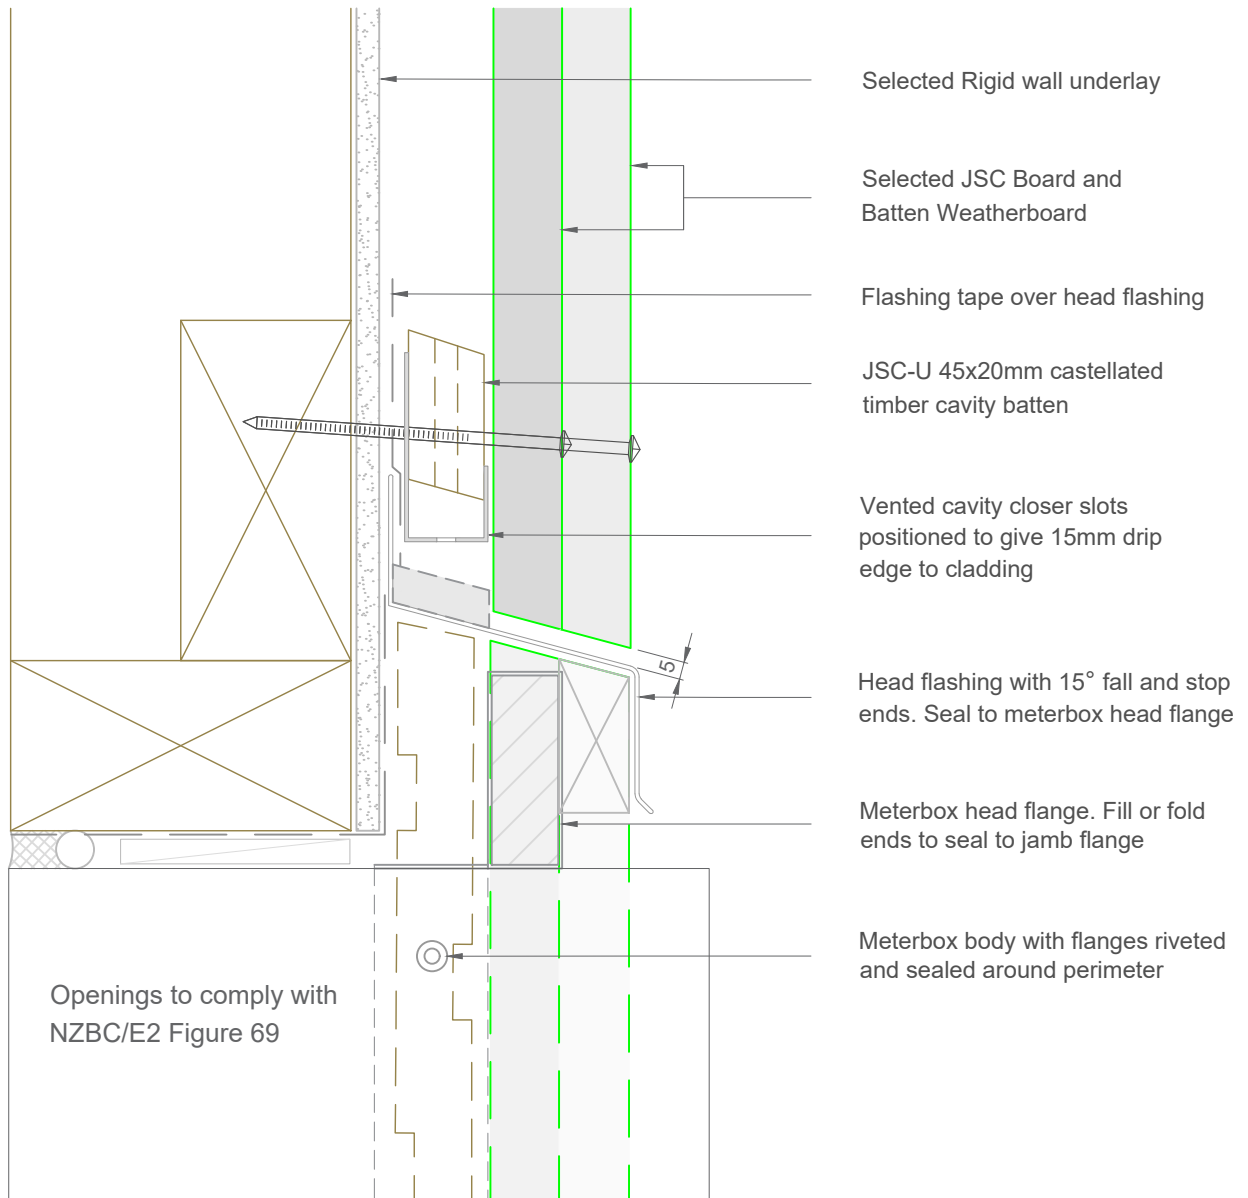 Selected Rigid wall underlay
Selected JSC Board and
Batten Weatherboard
Flashing tape over head flashing
JSC-U 45x20mm castellated
timber cavity batten
Vented cavity closer slots
positioned to give 15mm drip
edge to cladding
5
Head flashing with 15° fall and stop
ends. Seal to meterbox head flange
Meterbox head flange. Fill or fold
ends to seal to jamb flange
Meterbox body with flanges riveted
and sealed around perimeter
Openings to comply with
NZBC/E2 Figure 69